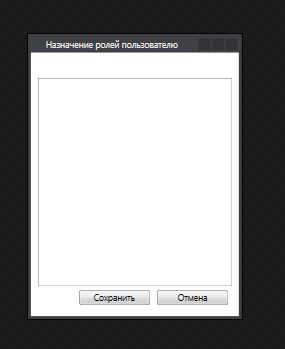 Назначение ролей пользователю
Сохранить
Отмена